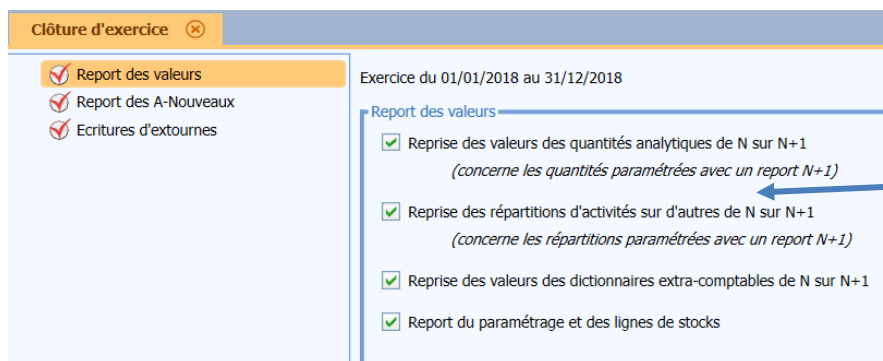 Clôture d'exercice
Report des valeurs
Report des A-Nouveaux
Ecritures d'extournes
Exercice du 01/01/2018 au 31/12/2018
Report des valeurs
Reprise des valeurs des quantités analytiques de N sur N+1
(concerne les quantités paramétrées avec un report N+1)
Reprise des répartitions d'activités sur d'autres de N sur N+1
(concerne les répartitions paramétrées avec un report N+1)
Reprise des valeurs des dictionnaires extra-comptables de N sur N+1
Report du paramétrage et des lignes de stocks